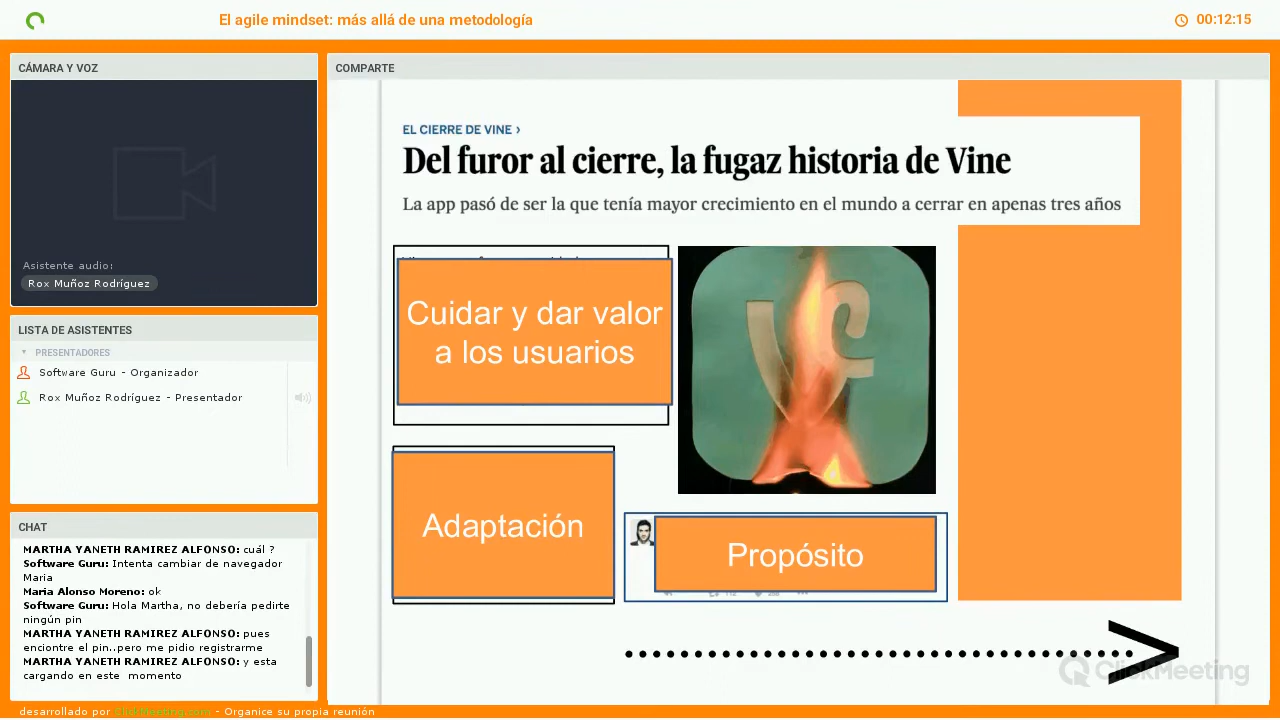 El agile mindset: más allá de una metodología
00:12:15
CÁMARA Y VOZ
Asistente audio:
Rox Muñoz Rodríguez
LISTA DE ASISTENTES
PRESENTADORES
Software Guru - Organizador
Rox Muñoz Rodríguez - Presentador
CHAT
MARTHA YANETH RAMIREZ ALFONSO: cuál ?
Software Guru: Intenta cambiar de navegador
Maria
Maria Alonso Moreno: ok
Software Guru: Hola Martha, no debería pedirte
ningún pin
MARTHA YANETH RAMIREZ ALFONSO: pues
encontre el pin..pero me pidio registrarme
MARTHA YANETH RAMIREZ ALFONSO: y esta
cargando en este momento
COMPARTE
EL CIERRE DE VINE ›
Del furor al cierre, la fugaz historia de Vine
La app pasó de ser la que tenía mayor crecimiento en el mundo a cerrar en apenas tres años
Cuidar y dar valor
a los usuarios
Adaptación
Propósito
>
ClickMeeting
desarrollado por ClickMeeting.com - Organice su propia reunión